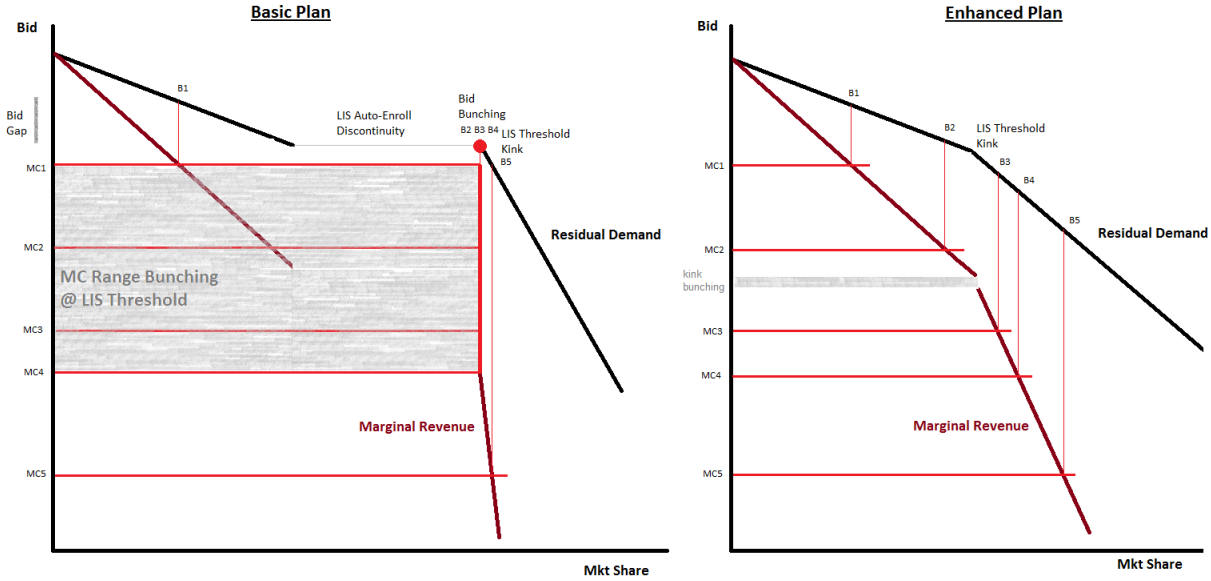 Basic Plan
Bid
B1
Bid
Gap
LIS Auto-Enroll
Discontinuity
Bid
Bunching
B2 B3 B4
LIS Threshold
Kink
B5
MC1
MC2
MC Range Bunching
@ LIS Threshold
Residual Demand
MC3
MC4
Marginal Revenue
MC5
Mkt Share
Enhanced Plan
Bid
B1
B2
LIS Threshold
Kink
B3
B4
MC1
B5
Residual Demand
MC2
kink
bunching
MC3
MC4
Marginal Revenue
MC5
Mkt Share